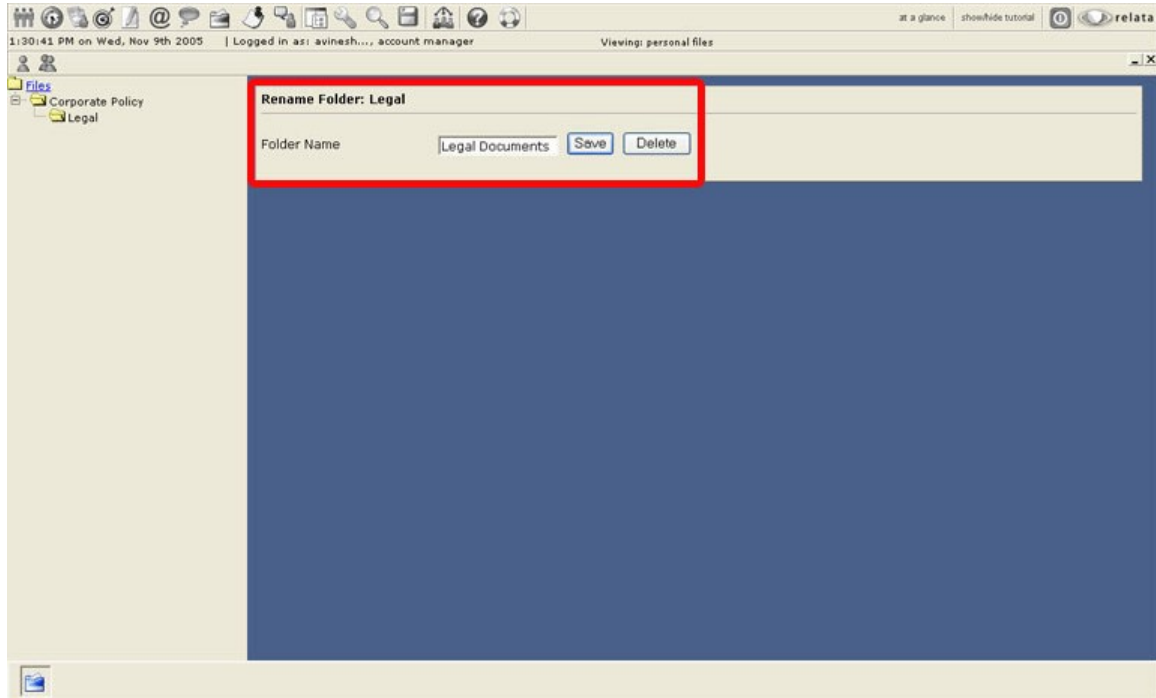 at a glance show/hide tutorial relata
1:30:41 PM on Wed, Nov 9th 2005 | Logged in as: avinesh..., account manager Viewing: personal files
Files
Corporate Policy
Legal
Rename Folder: Legal
Folder Name Legal Documents Save Delete